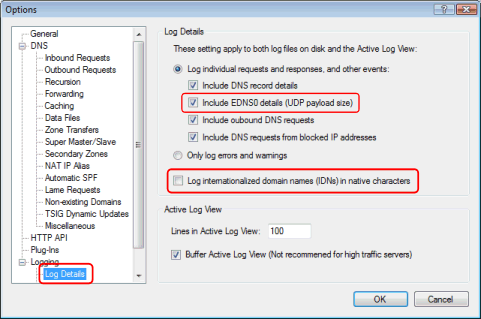 Options
General
DNS
Inbound Requests
Outbound Requests
Recursion
Forwarding
Caching
Data Files
Zone Transfers
Super Master/Slave
Secondary Zones
NAT IP Alias
Automatic SPF
Lame Requests
Non-existing Domains
TSIG Dynamic Updates
Miscellaneous
HTTP API
Plug-Ins
Logging
Log Details
Log Details
These setting apply to both log files on disk and the Active Log View:
Log individual requests and responses, and other events:
Include DNS record details
Include EDNS0 details (UDP payload size)
Include oubound DNS requests
Include DNS requests from blocked IP addresses
Only log errors and warnings
Log internationalized domain names (IDNs) in native characters
Active Log View
Lines in Active Log View: 100
Buffer Active Log View (Not recommened for high traffic servers)
OK Cancel